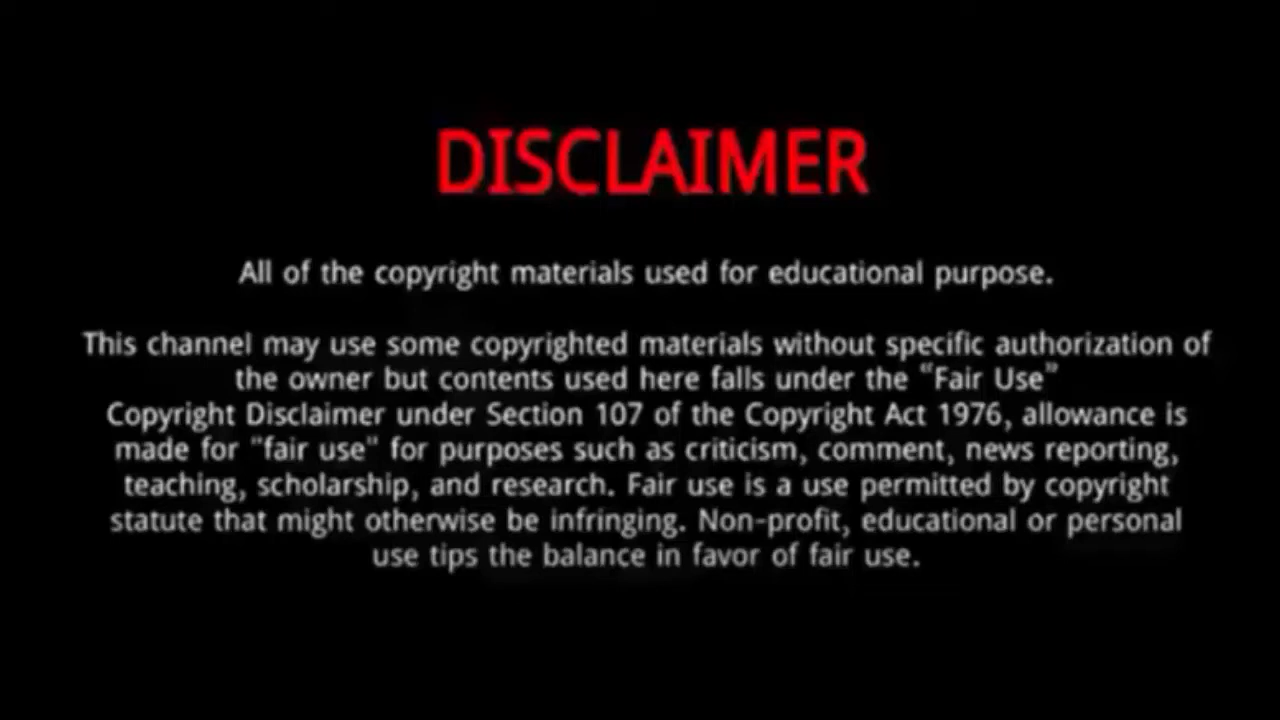 DISCLAIMER
All of the copyright materials used for educational purpose.
This channel may use some copyrighted materials without specific authorization of
the owner but contents used here falls under the “Fair Use”
Copyright Disclaimer under Section 107 of the Copyright Act 1976, allowance is
made for "fair use" for purposes such as criticism, comment, news reporting,
teaching, scholarship, and research. Fair use is a use permitted by copyright
statute that might otherwise be infringing. Non-profit, educational or personal
use tips the balance in favor of fair use.